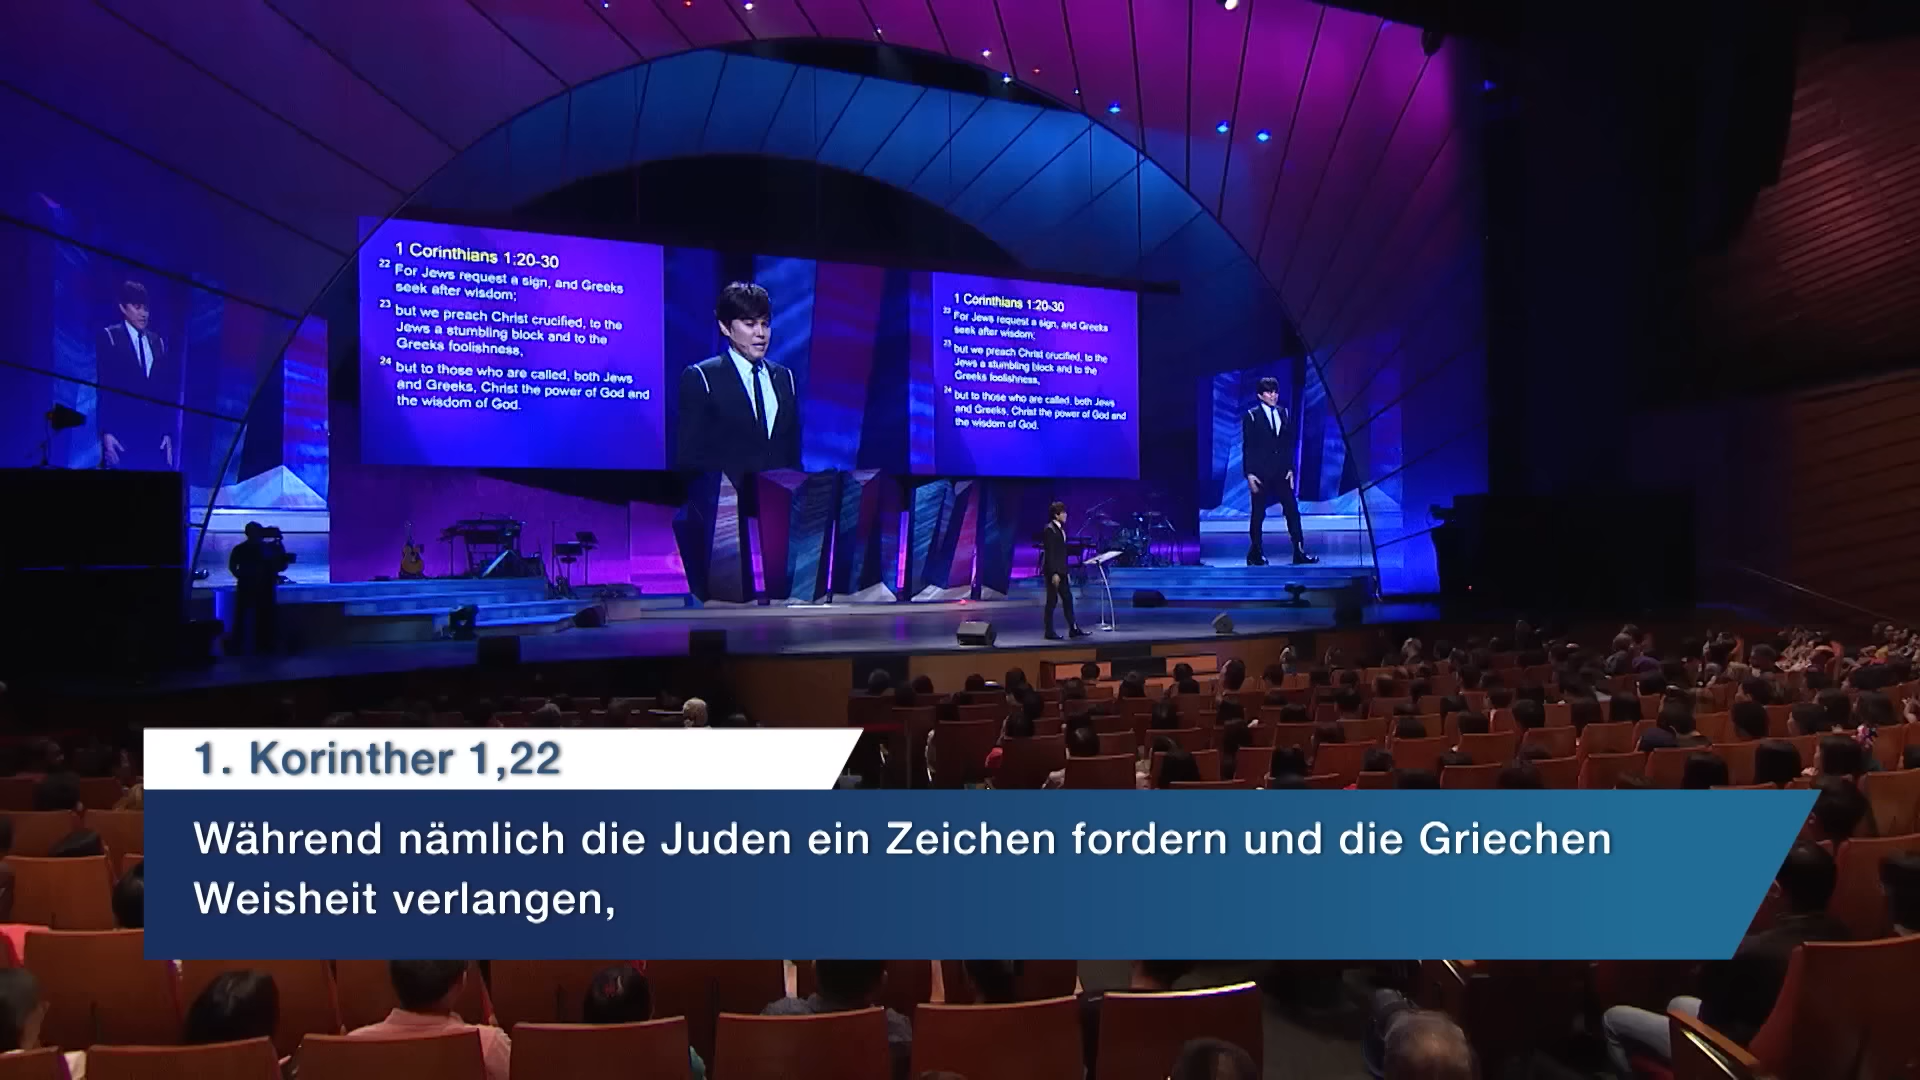 1 Corinthians 1:20-30
22 For Jews request a sign, and Greeks
seek after wisdom;
23 but we preach Christ crucified, to the
Jews a stumbling block and to the
Greeks foolishness,
24 but to those who are called, both Jews
and Greeks, Christ the power of God and
the wisdom of God.
1 Corinthians 1:20-30
22 For Jews request a sign, and Greeks
seek after wisdom;
23 but we preach Christ crucified, to the
Jews a stumbling block and to the
Greeks foolishness,
24 but to those who are called, both Jews
and Greeks, Christ the power of God and
the wisdom of God.
1. Korinther 1,22
Während nämlich die Juden ein Zeichen fordern und die Griechen
Weisheit verlangen,